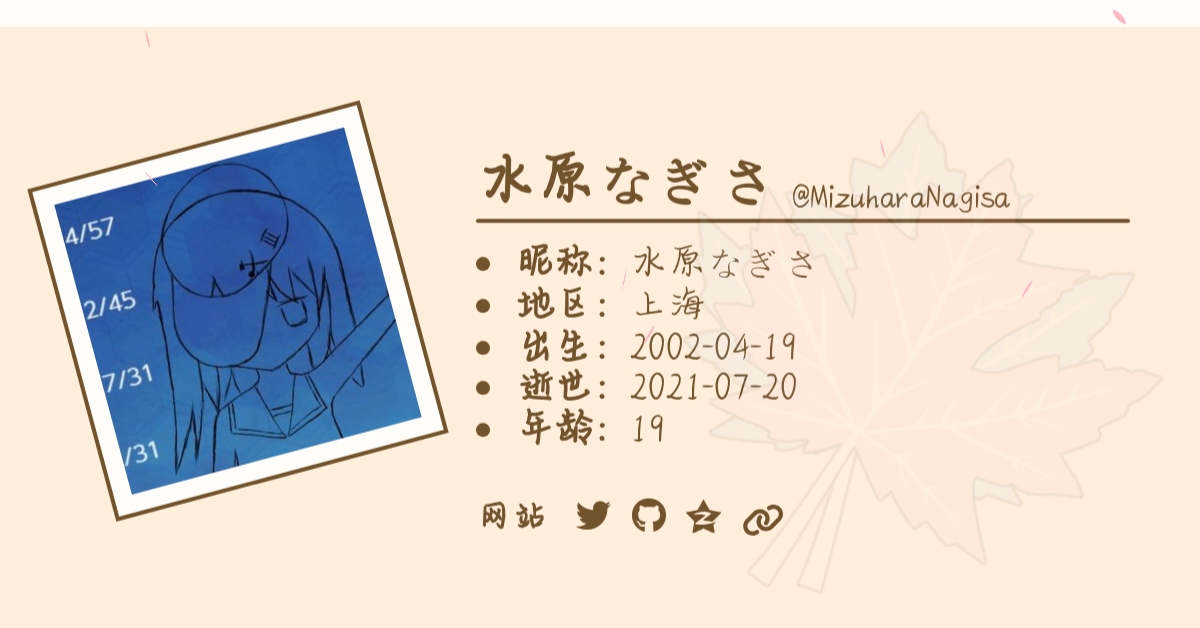 4/57
2/45
7/31
/31
水原なぎさ @MizuharaNagisa
昵称： 水原なぎさ
地区： 上海
出生： 2002-04-19
逝世： 2021-07-20
年龄： 19
网站